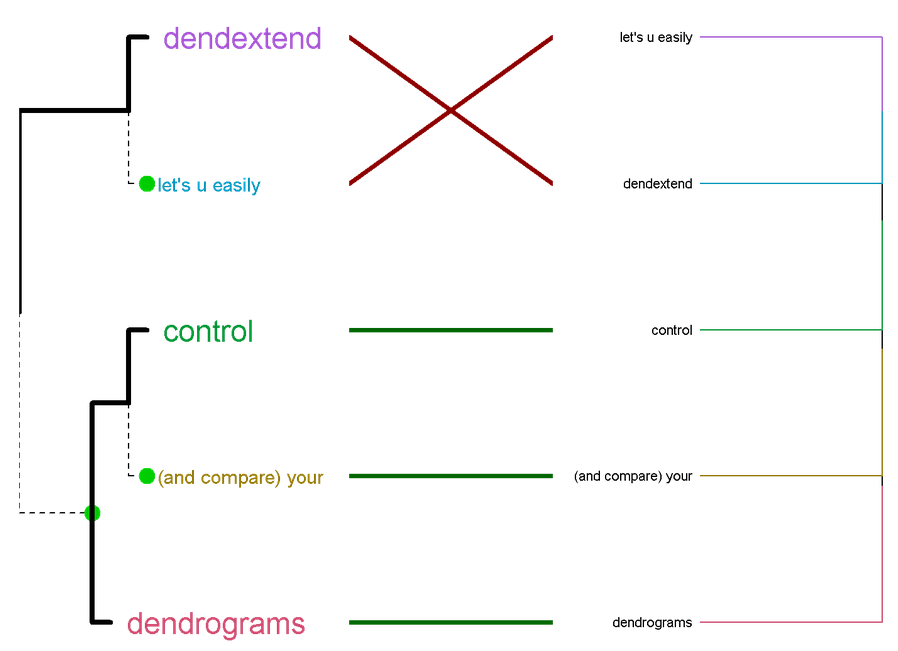 dendextend
let's u easily
control
(and compare) your
dendrograms
let's u easily
dendextend
control
(and compare) your
dendrograms